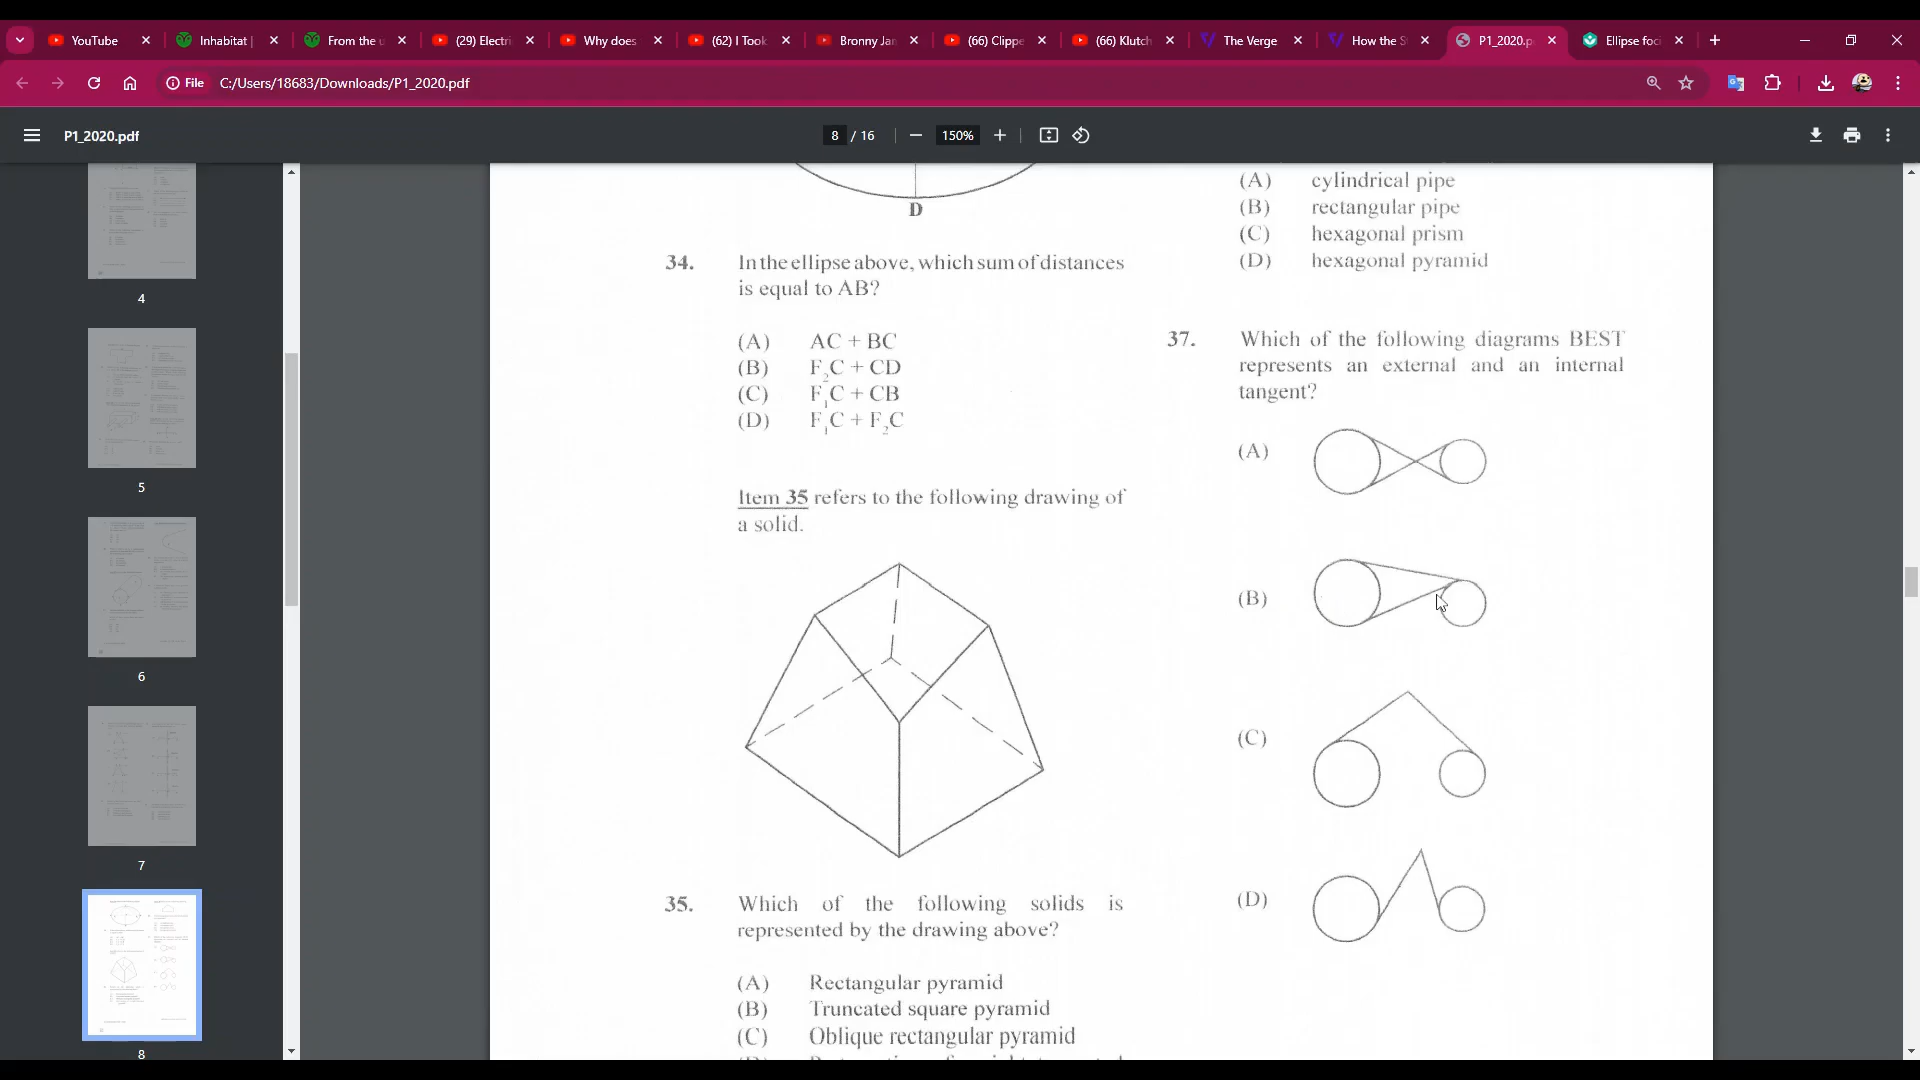 YouTube
Inhabitat |
From the u
(29) Electri
Why does
(62) I Took
Bronny Jan
(66) Clippe
(66) Klutch
The Verge
How the S
P1_2020.p
Ellipse foci
File
C:/Users/18683/Downloads/P1_2020.pdf
P1_2020.pdf
8 / 16
150%
4
5
6
7
8
D
34. In the ellipse above, which sum of distances
is equal to AB?
(A) AC + BC
(B) F₂C + CD
(C) F₁C + CB
(D) F₁C + F₂C
Item 35 refers to the following drawing of
a solid.
35. Which of the following solids is
represented by the drawing above?
(A) Rectangular pyramid
(B) Truncated square pyramid
(C) Oblique rectangular pyramid
(A) cylindrical pipe
(B) rectangular pipe
(C) hexagonal prism
(D) hexagonal pyramid
37. Which of the following diagrams BEST
represents an external and an internal
tangent?
(A)
(B)
(C)
(D)